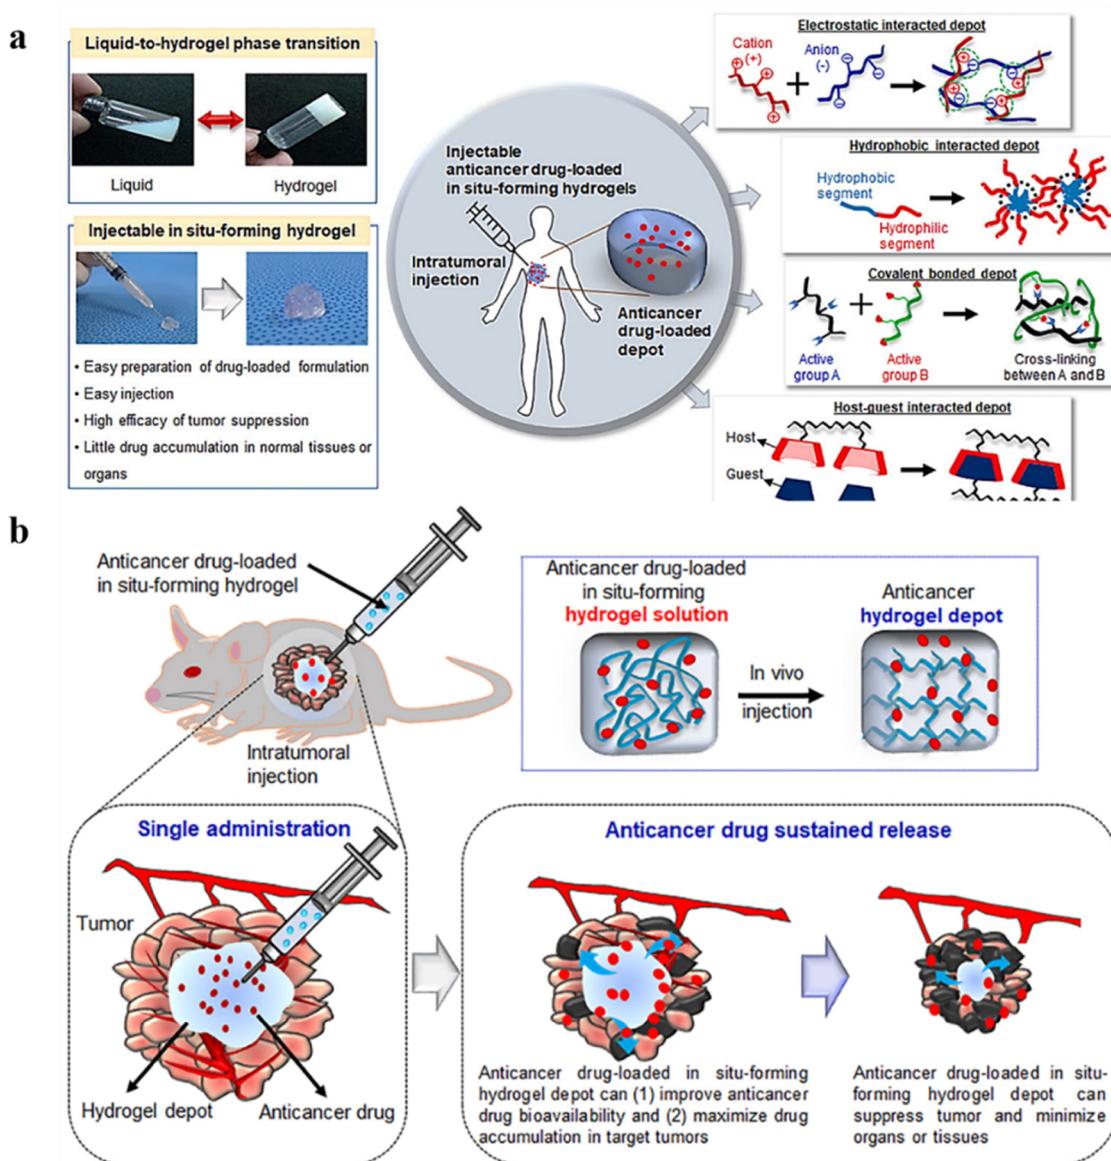 a
Liquid-to-hydrogel phase transition
Liquid
Hydrogel
Injectable in situ-forming hydrogel
• Easy preparation of drug-loaded formulation
• Easy injection
• High efficacy of tumor suppression
• Little drug accumulation in normal tissues or
organs
Injectable
anticancer drug-loaded
in situ-forming hydrogels
Intratumoral
injection
Anticancer
drug-loaded
depot
Electrostatic interacted depot
Cation
(+)
Anion
(-)
Hydrophobic interacted depot
Hydrophobic
segment
Hydrophilic
segment
Covalent bonded depot
Active
group A
Active
group B
Cross-linking
between A and B
Host-guest interacted depot
Host
Guest
b
Anticancer drug-loaded
in situ-forming hydrogel
Intratumoral
injection
Anticancer drug-loaded
in situ-forming
hydrogel solution
In vivo
injection
Anticancer
hydrogel depot
Single administration
Tumor
Hydrogel depot
Anticancer drug
Anticancer drug sustained release
Anticancer drug-loaded in situ-forming
hydrogel depot can (1) improve anticancer
drug bioavailability and (2) maximize drug
accumulation in target tumors
Anticancer drug-loaded in situ-
forming hydrogel depot can
suppress tumor and minimize
organs or tissues